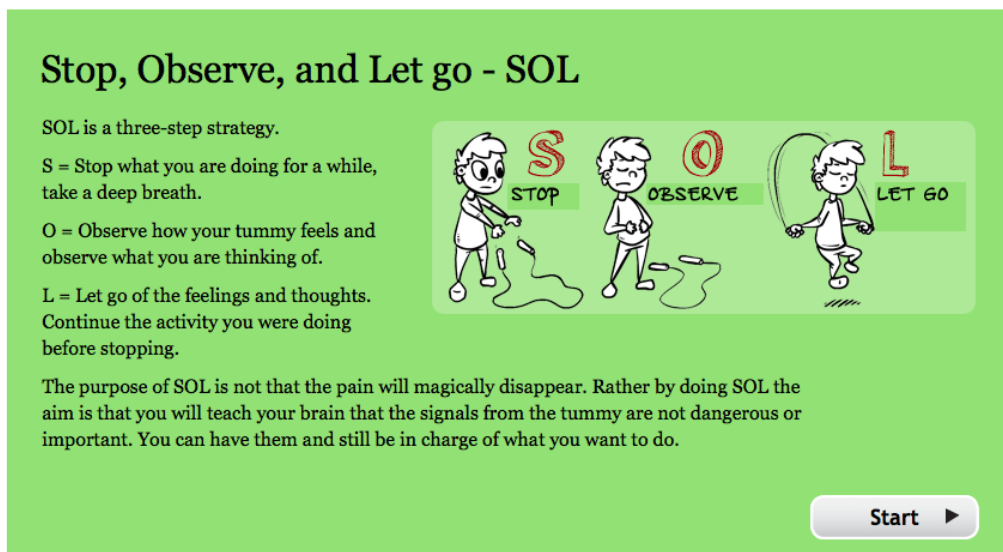 Stop, Observe, and Let go - SOL
SOL is a three-step strategy.
S = Stop what you are doing for a while,
take a deep breath.
O = Observe how your tummy feels and
observe what you are thinking of.
L = Let go of the feelings and thoughts.
Continue the activity you were doing
before stopping.
S
STOP
O
OBSERVE
L
LET GO
The purpose of SOL is not that the pain will magically disappear. Rather by doing SOL the
aim is that you will teach your brain that the signals from the tummy are not dangerous or
important. You can have them and still be in charge of what you want to do.
Start